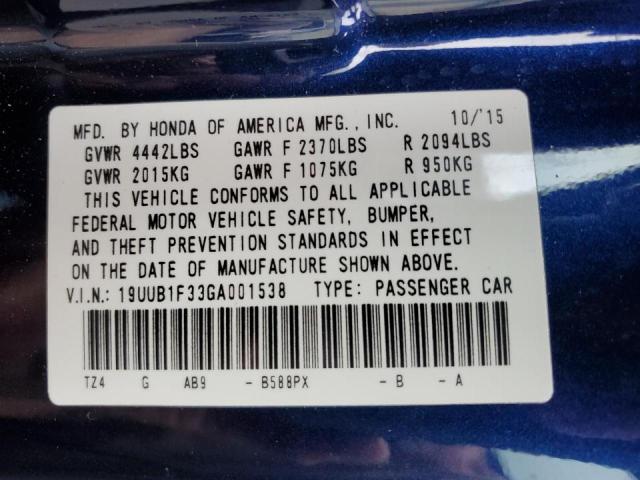 MFD. BY HONDA OF AMERICA MFG., INC. 10/'15
GVWR 4442LBS GAWR F 2370LBS R 2094LBS
GVWR 2015KG GAWR F 1075KG R 950KG
THIS VEHICLE CONFORMS TO ALL APPLICABLE
FEDERAL MOTOR VEHICLE SAFETY, BUMPER,
AND THEFT PREVENTION STANDARDS IN EFFECT
ON THE DATE OF MANUFACTURE SHOWN ABOVE.
V.I.N.: 19UUB1F33GA001538 TYPE: PASSENGER CAR
TZ4 G AB9 - B588PX - B - A